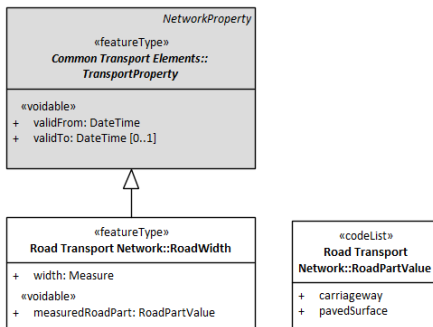 NetworkProperty
«featureType»
Common Transport Elements::
TransportProperty
«voidable»
+ validFrom: DateTime
+ validTo: DateTime [0..1]
«featureType»
Road Transport Network::RoadWidth
+ width: Measure
«voidable»
+ measuredRoadPart: RoadPartValue
«codeList»
Road Transport
Network::RoadPartValue
+ carriageway
+ pavedSurface